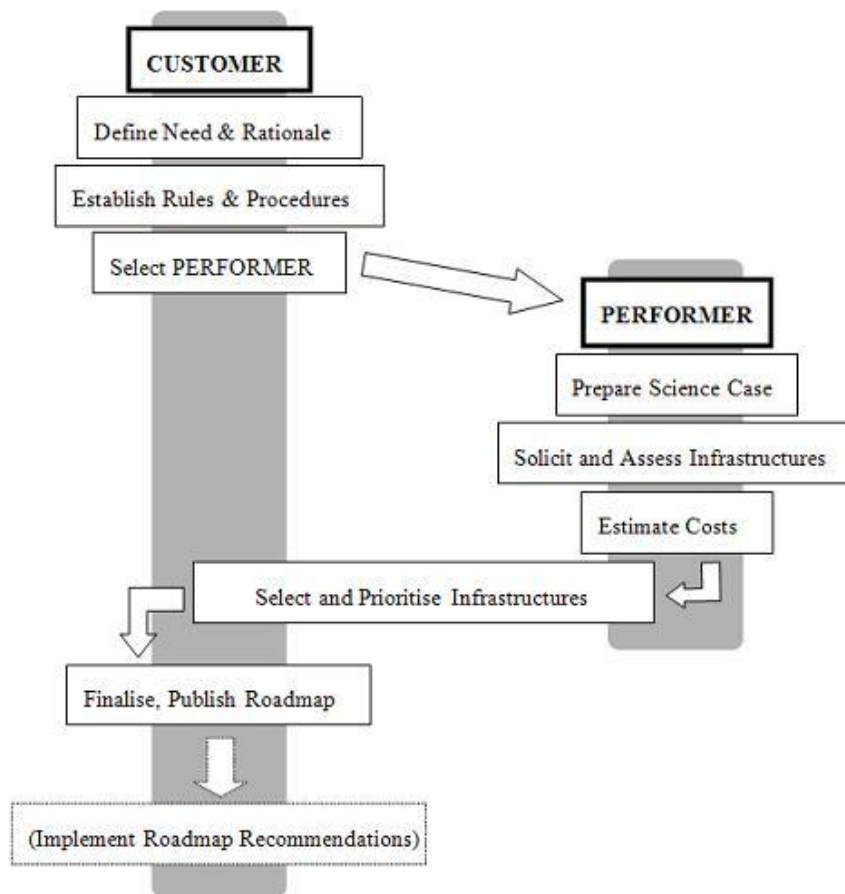 CUSTOMER
Define Need & Rationale
Establish Rules & Procedures
Select PERFORMER
PERFORMER
Prepare Science Case
Solicit and Assess Infrastructures
Estimate Costs
Select and Prioritise Infrastructures
Finalise, Publish Roadmap
(Implement Roadmap Recommendations)